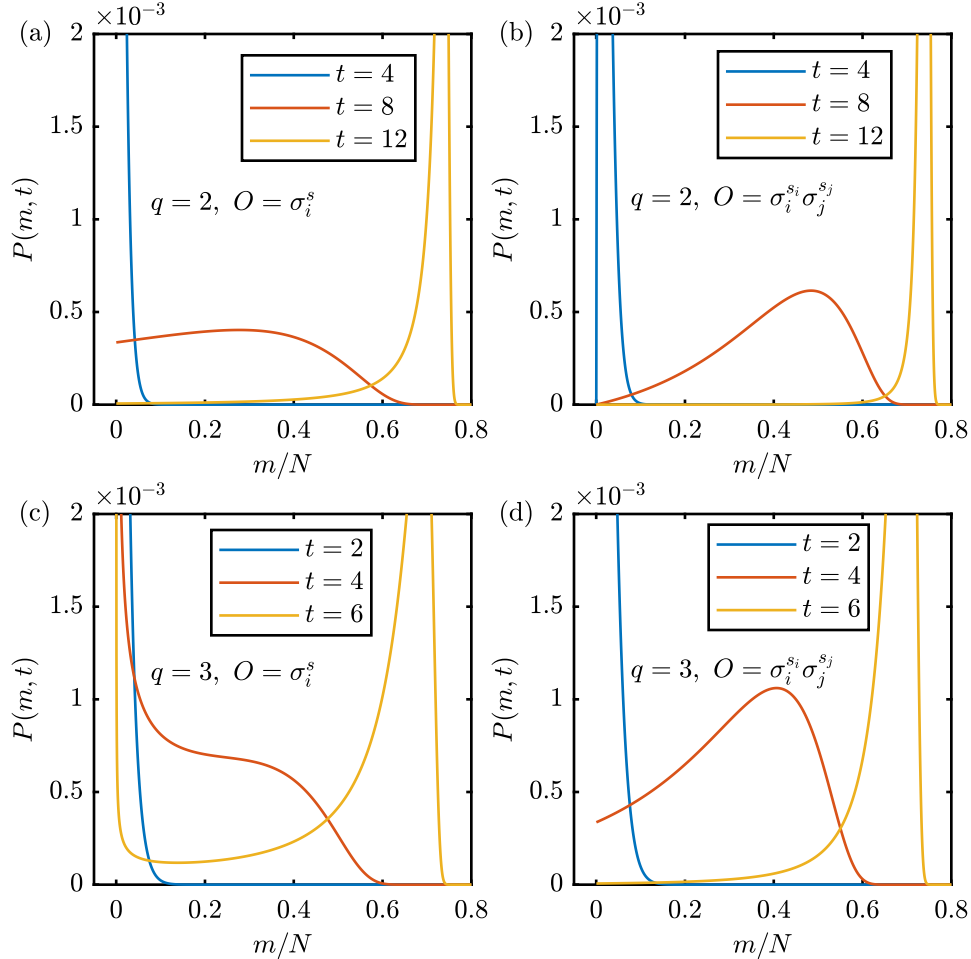 (a)
×10⁻³
2
1.5
1
0.5
0
P(m, t)
t = 4
t = 8
t = 12
q = 2, O = σᵢˢ
0 0.2 0.4 0.6 0.8
m/N
(b)
×10⁻³
2
1.5
1
0.5
0
P(m, t)
t = 4
t = 8
t = 12
q = 2, O = σ_i^{s_i} σ_j^{s_j}
0 0.2 0.4 0.6 0.8
m/N
(c)
×10⁻³
2
1.5
1
0.5
0
P(m, t)
t = 2
t = 4
t = 6
q = 3, O = σᵢˢ
0 0.2 0.4 0.6 0.8
m/N
(d)
×10⁻³
2
1.5
1
0.5
0
P(m, t)
t = 2
t = 4
t = 6
q = 3, O = σ_i^{s_i} σ_j^{s_j}
0 0.2 0.4 0.6 0.8
m/N